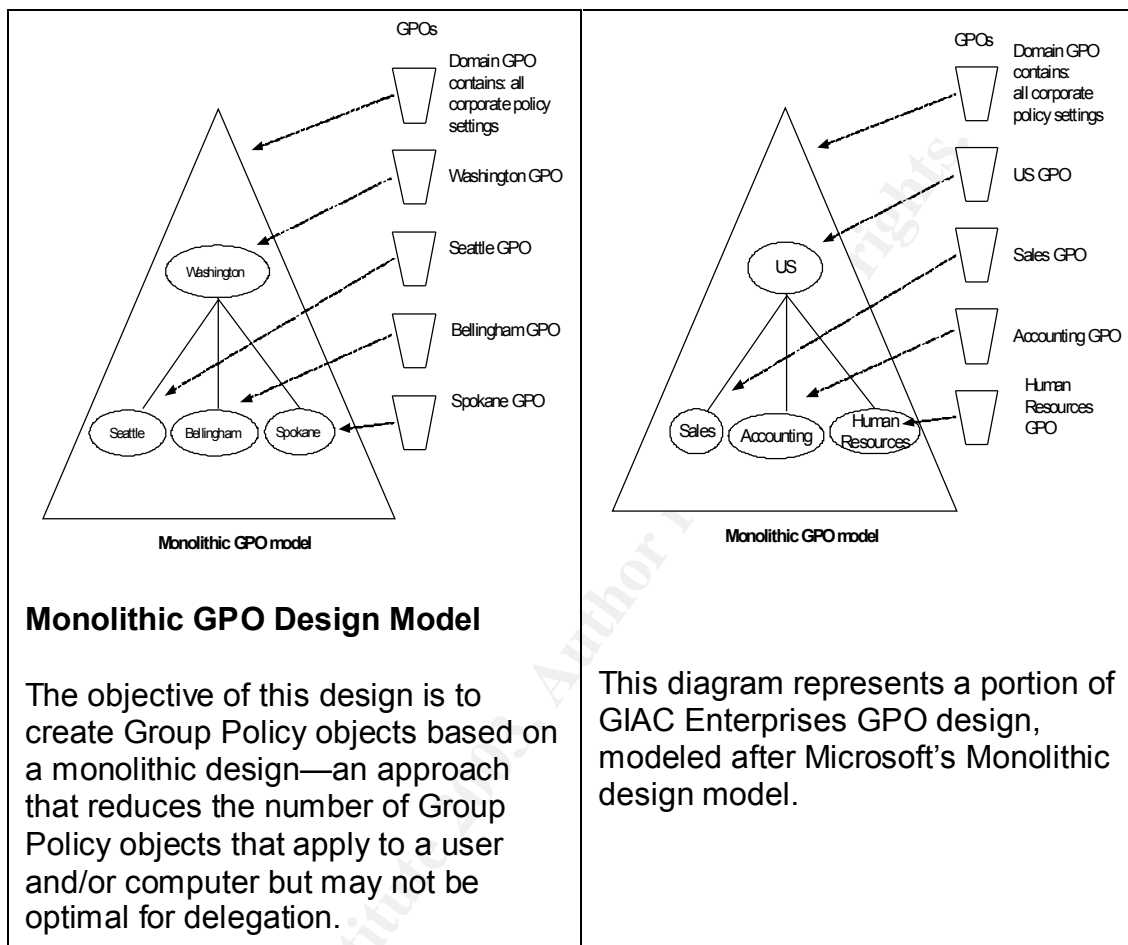 GPOs
Domain GPO
contains: all
corporate policy
settings
Washington GPO
Seattle GPO
Bellingham GPO
Spokane GPO
Washington
Seattle
Bellingham
Spokane
Monolithic GPO model
Monolithic GPO Design Model
The objective of this design is to
create Group Policy objects based on
a monolithic design—an approach
that reduces the number of Group
Policy objects that apply to a user
and/or computer but may not be
optimal for delegation.
GPOs
Domain GPO
contains:
all corporate
policy settings
US GPO
Sales GPO
Accounting GPO
Human
Resources
GPO
US
Sales
Accounting
Human
Resources
Monolithic GPO model
This diagram represents a portion of
GIAC Enterprises GPO design,
modeled after Microsoft's Monolithic
design model.